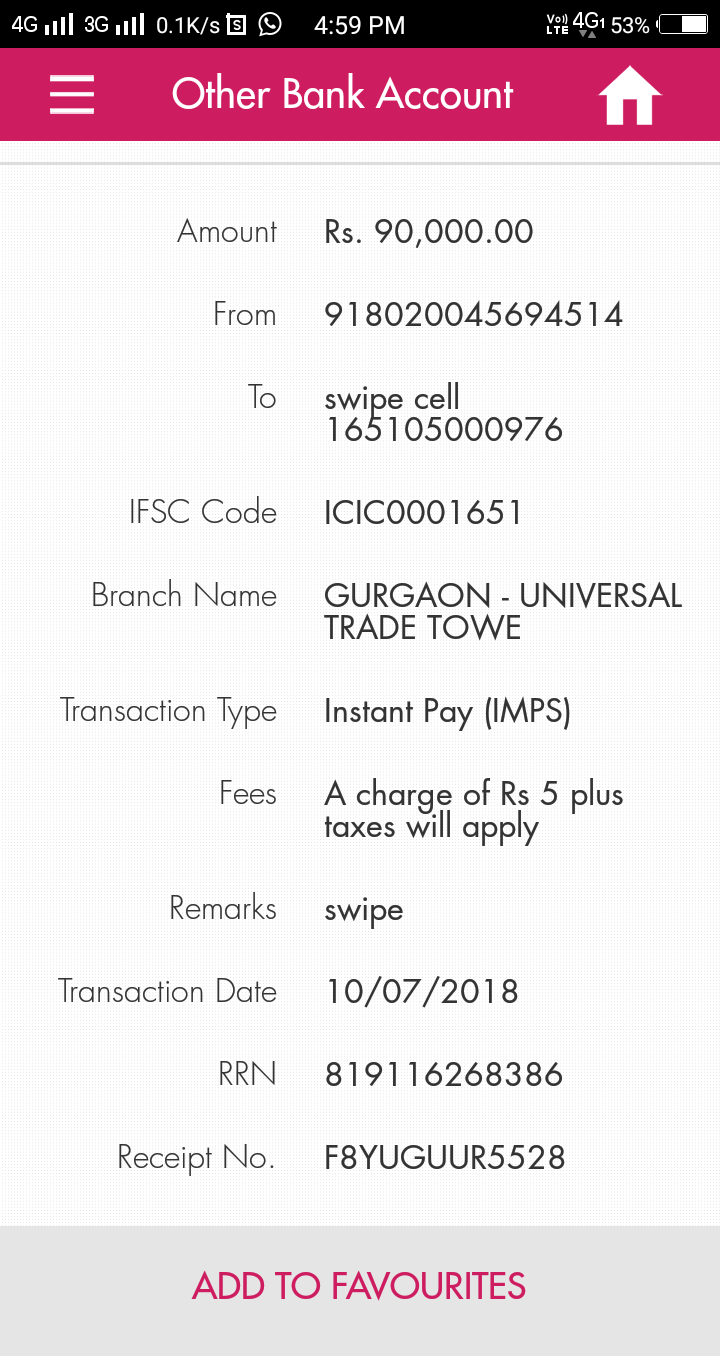 4G 3G 0.1K/s S 4:59 PM VoLTE 4G1 53%
Other Bank Account
Amount Rs. 90,000.00
From 918020045694514
To swipe cell
165105000976
IFSC Code ICIC0001651
Branch Name GURGAON - UNIVERSAL
TRADE TOWE
Transaction Type Instant Pay (IMPS)
Fees A charge of Rs 5 plus
taxes will apply
Remarks swipe
Transaction Date 10/07/2018
RRN 819116268386
Receipt No. F8YUGUUR5528
ADD TO FAVOURITES